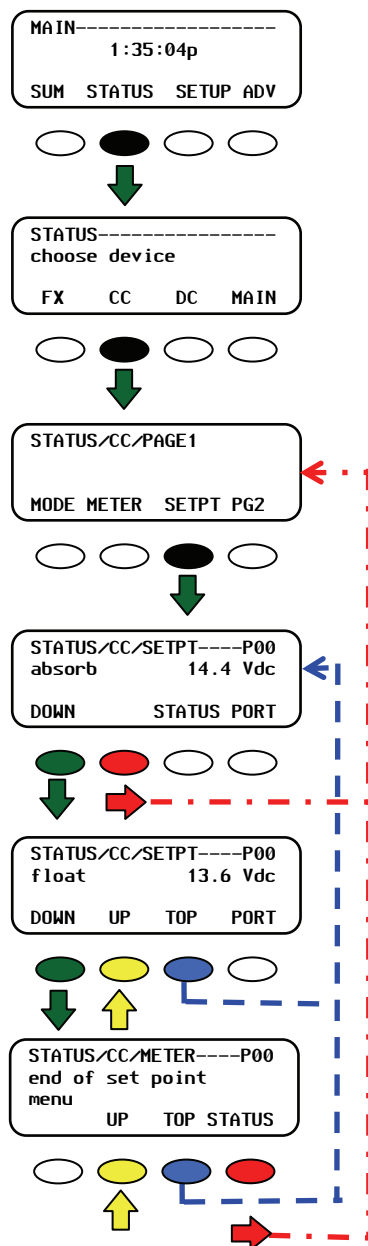 MAIN-------------------
1:35:04p
SUM STATUS SETUP ADV
STATUS-----------------
choose device
FX CC DC MAIN
STATUS/CC/PAGE1
MODE METER SETPT PG2
STATUS/CC/SETPT----P00
absorb 14.4 Vdc
DOWN STATUS PORT
STATUS/CC/SETPT----P00
float 13.6 Vdc
DOWN UP TOP PORT
STATUS/CC/METER----P00
end of set point
menu
UP TOP STATUS